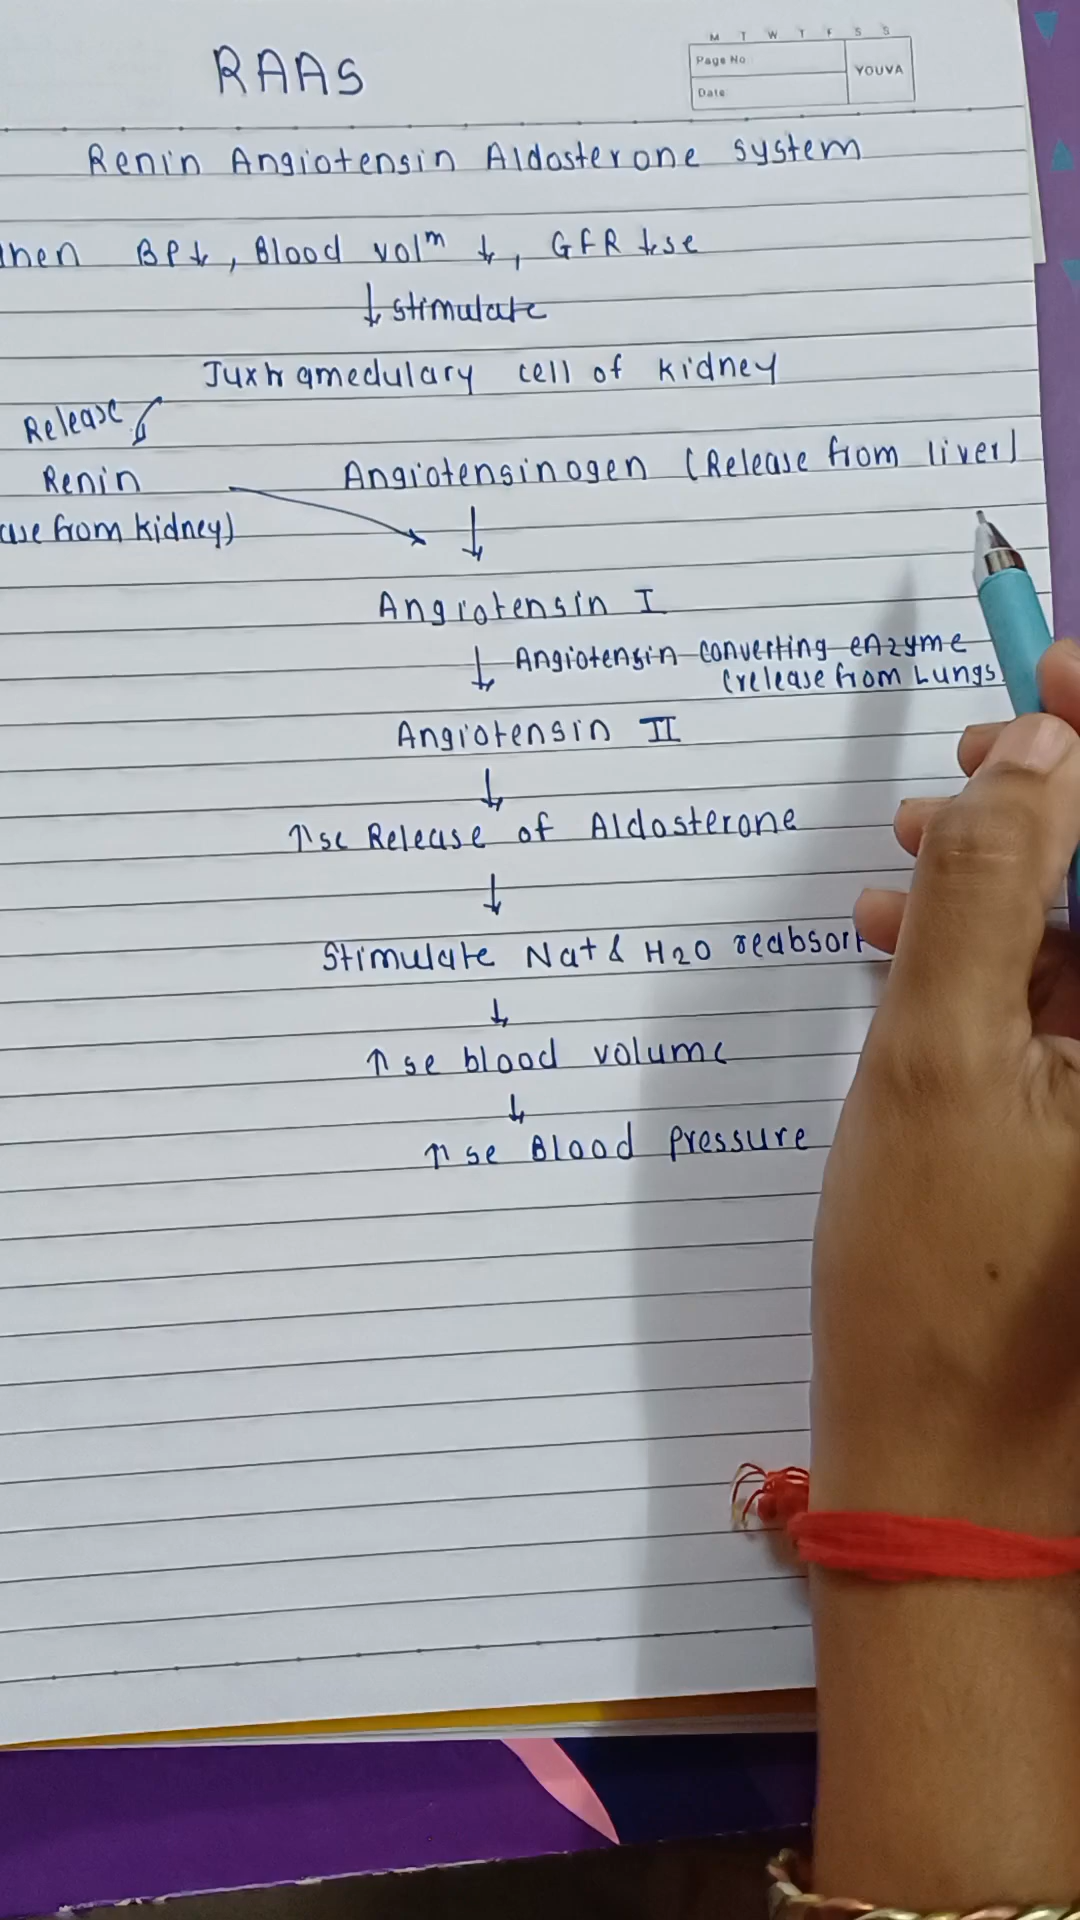 RAAS
M T W T F S S
Page No
YOUVA
Date
Renin Angiotensin Aldosterone system
hen BP↓, Blood volᵐ ↓, GFR ↓se
↓ stimulate
Juxtramedulary cell of kidney
Release
Renin Angiotensinogen (Release from liver)
ase from kidney) ↓
Angiotensin I
↓ Angiotensin converting enzyme
(release from Lungs
Angiotensin II
↓
↑se Release of Aldosterone
↓
Stimulate Na+ & H2O reabsor
↓
↑se blood volume
↓
↑se Blood pressure